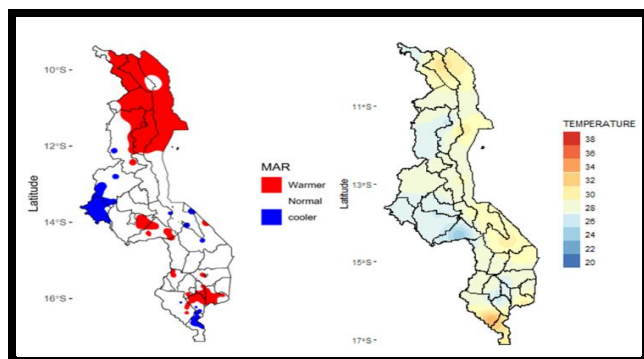 10°S
12°S
14°S
16°S
Latitude
MAR
Warmer
Normal
cooler
11°S
13°S
15°S
17°S
Latitude
TEMPERATURE
38
36
34
32
30
28
26
24
22
20